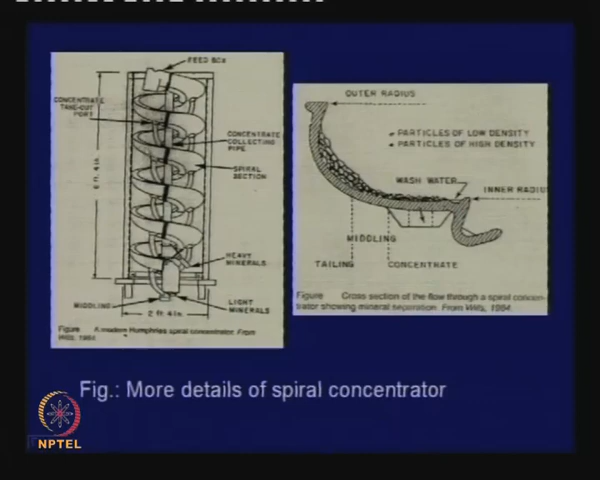 FEED BOX
CONCENTRATE
TAKE-OUT
PORT
CONCENTRATE
COLLECTING
PIPE
SPIRAL
SECTION
HEAVY
MINERALS
MIDDLING
LIGHT
MINERALS
2 ft 4 in.
Figure A modern Humphries spiral concentrator. From
Wills, 1984.
OUTER RADIUS
PARTICLES OF LOW DENSITY
PARTICLES OF HIGH DENSITY
WASH WATER
INNER RADIU
MIDDLING
TAILING
CONCENTRATE
Figure Cross section of the flow through a spiral concen-
trator showing mineral separation. From Wills, 1984.
Fig.: More details of spiral concentrator
NPTEL